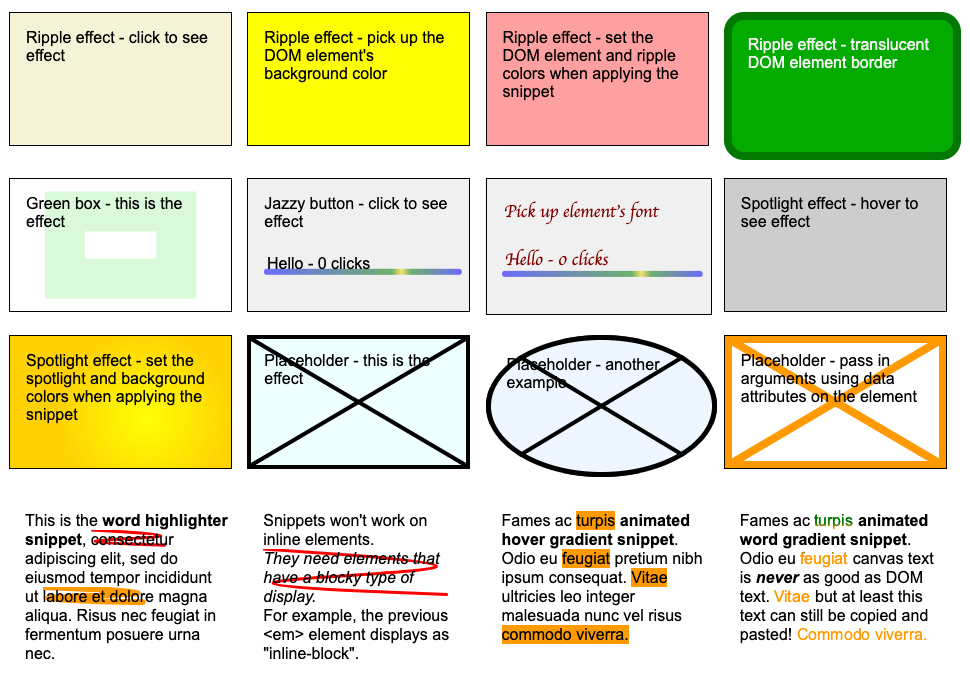 Ripple effect - click to see
effect
Ripple effect - pick up the
DOM element's
background color
Ripple effect - set the
DOM element and ripple
colors when applying the
snippet
Ripple effect - translucent
DOM element border
Green box - this is the
effect
Jazzy button - click to see
effect
Hello - 0 clicks
Pick up element's font
Hello - 0 clicks
Spotlight effect - hover to
see effect
Spotlight effect - set the
spotlight and background
colors when applying the
snippet
Placeholder - this is the
effect
Placeholder - another
example
Placeholder - pass in
arguments using data
attributes on the element
This is the word highlighter
snippet, consectetur
adipiscing elit, sed do
eiusmod tempor incididunt
ut labore et dolore magna
aliqua. Risus nec feugiat in
fermentum posuere urna
nec.
Snippets won't work on
inline elements.
They need elements that
have a blocky type of
display.
For example, the previous
<em> element displays as
"inline-block".
Fames ac turpis animated
hover gradient snippet.
Odio eu feugiat pretium nibh
ipsum consequat. Vitae
ultricies leo integer
malesuada nunc vel risus
commodo viverra.
Fames ac turpis animated
word gradient snippet.
Odio eu feugiat canvas text
is never as good as DOM
text. Vitae but at least this
text can still be copied and
pasted! Commodo viverra.